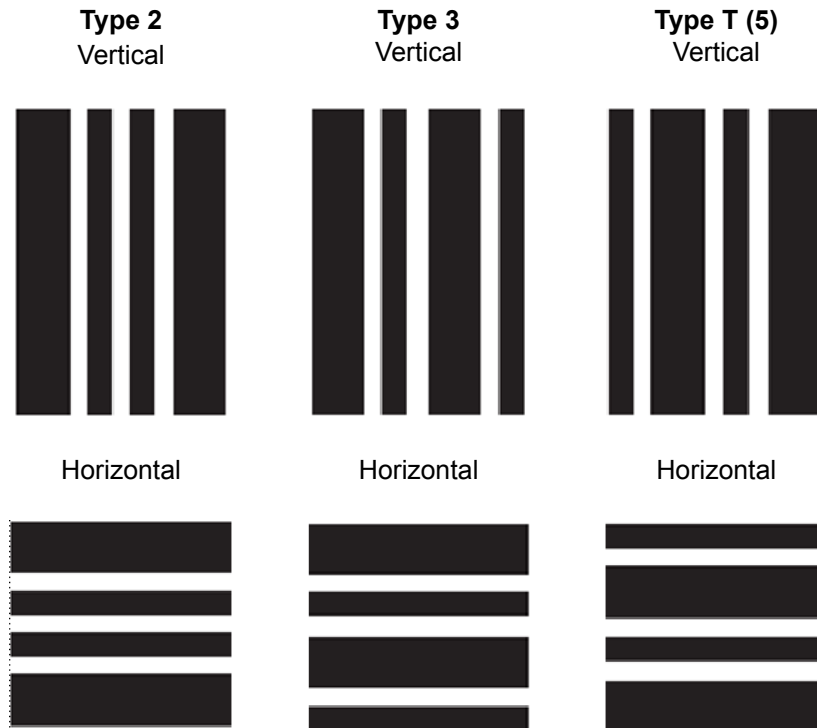 Type 2
Vertical
Type 3
Vertical
Type T (5)
Vertical
Horizontal
Horizontal
Horizontal